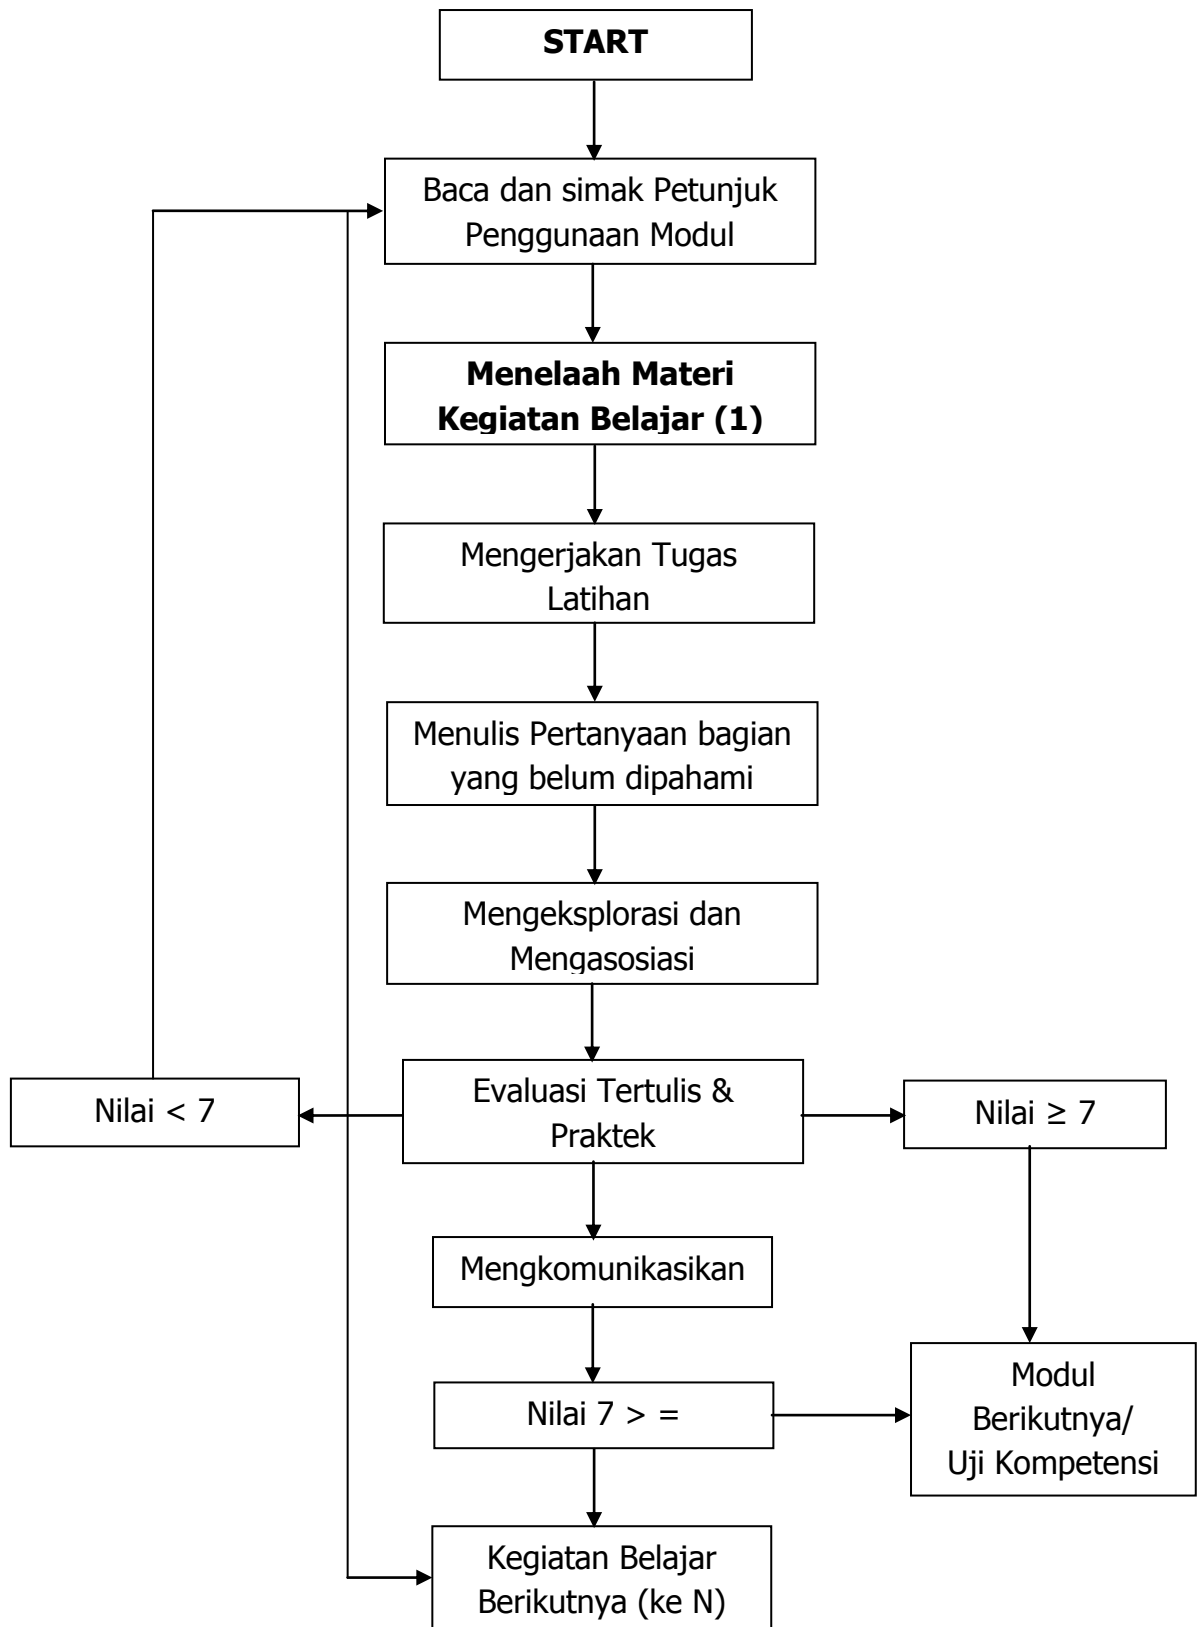 START
Baca dan simak Petunjuk
Penggunaan Modul
Menelaah Materi
Kegiatan Belajar (1)
Mengerjakan Tugas
Latihan
Menulis Pertanyaan bagian
yang belum dipahami
Mengeksplorasi dan
Mengasosiasi
Nilai < 7
Evaluasi Tertulis &
Praktek
Nilai ≥ 7
Mengkomunikasikan
Nilai 7 > =
Modul
Berikutnya/
Uji Kompetensi
Kegiatan Belajar
Berikutnya (ke N)